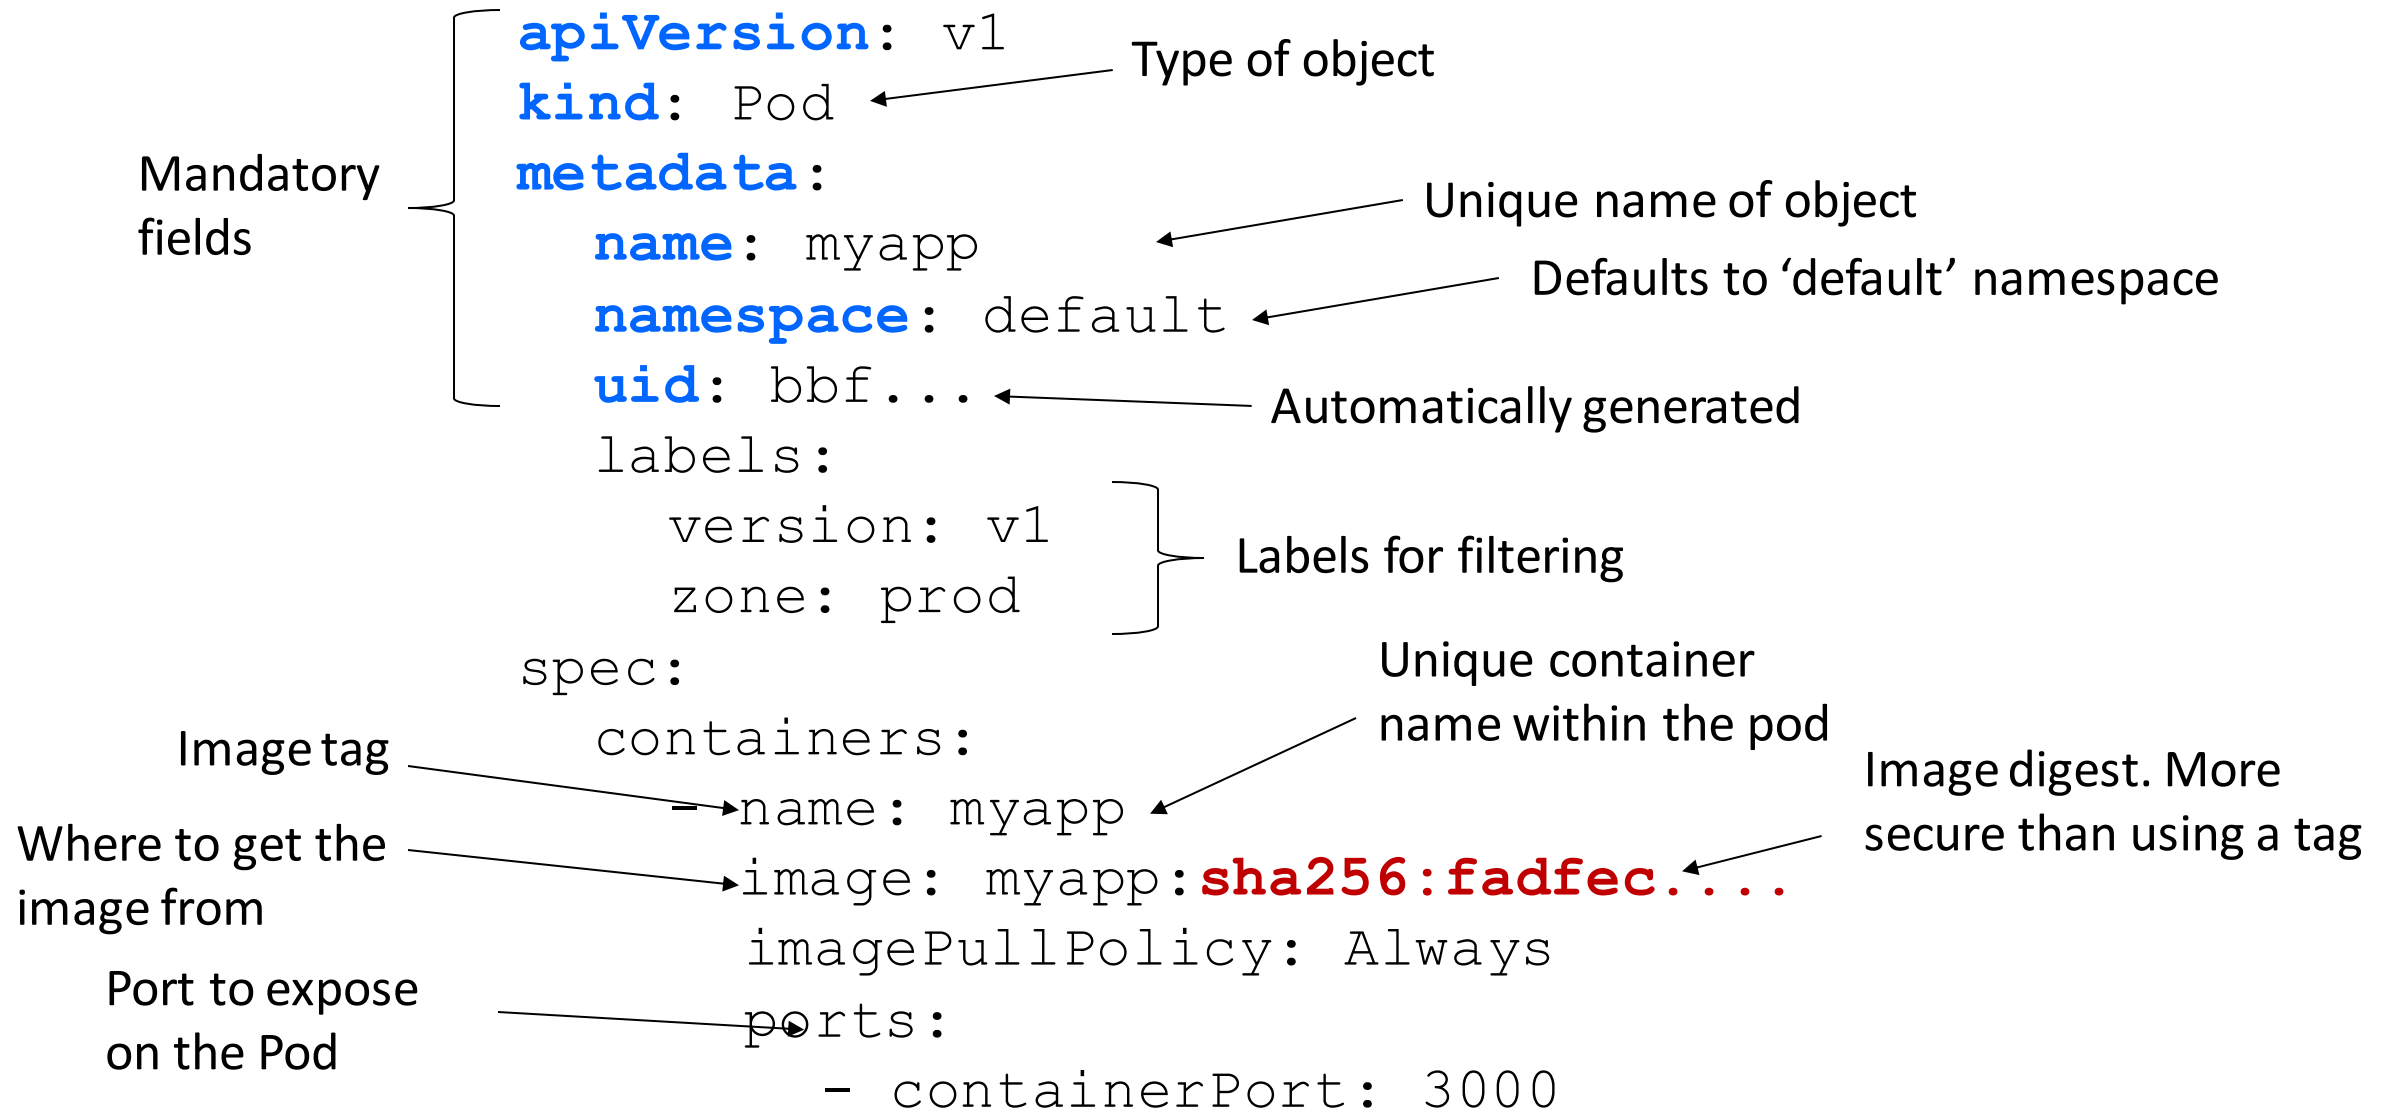 apiVersion: v1
Type of object
kind: Pod
Mandatory
fields
metadata:
Unique name of object
name: myapp
Defaults to ‘default’ namespace
namespace: default
uid: bbf...
Automatically generated
labels:
version: v1
Labels for filtering
zone: prod
spec:
Unique container
name within the pod
containers:
Image tag
Image digest. More
secure than using a tag
- name: myapp
Where to get the
image from
image: myapp:sha256:fadfec....
imagePullPolicy: Always
Port to expose
on the Pod
ports:
- containerPort: 3000